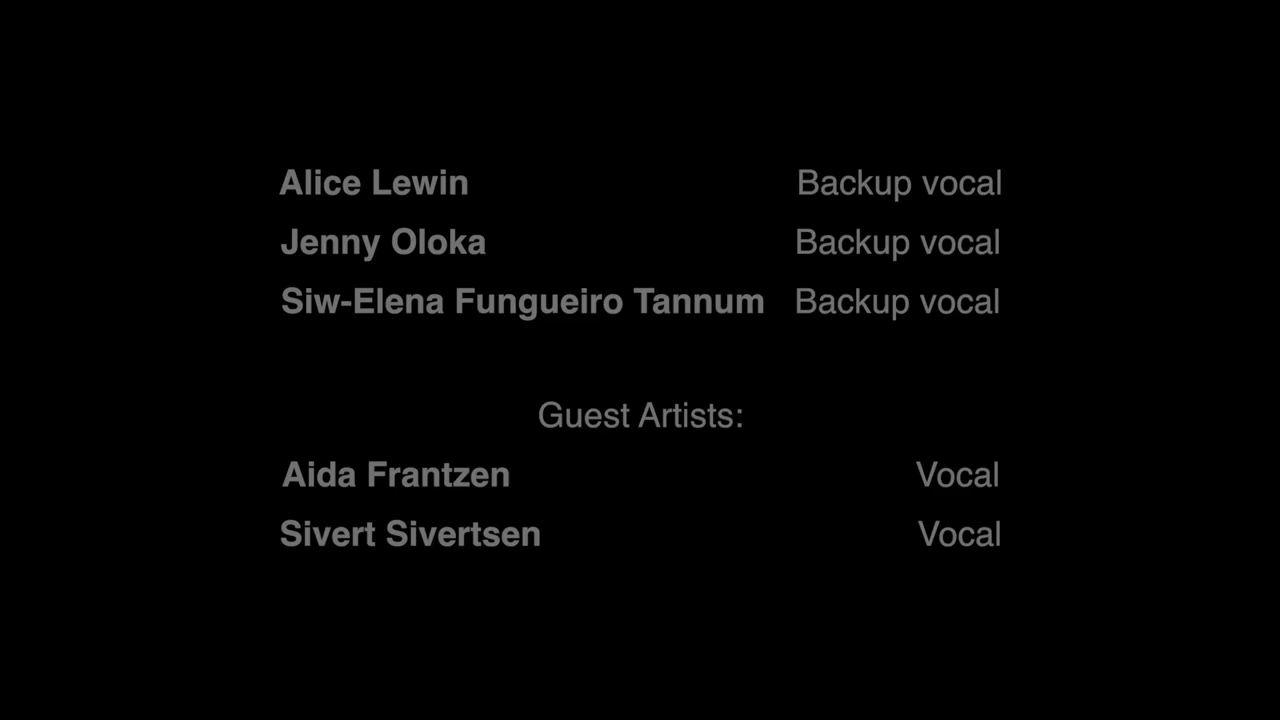 Alice Lewin Backup vocal
Jenny Oloka Backup vocal
Siw-Elena Fungueiro Tannum Backup vocal
Guest Artists:
Aida Frantzen Vocal
Sivert Sivertsen Vocal